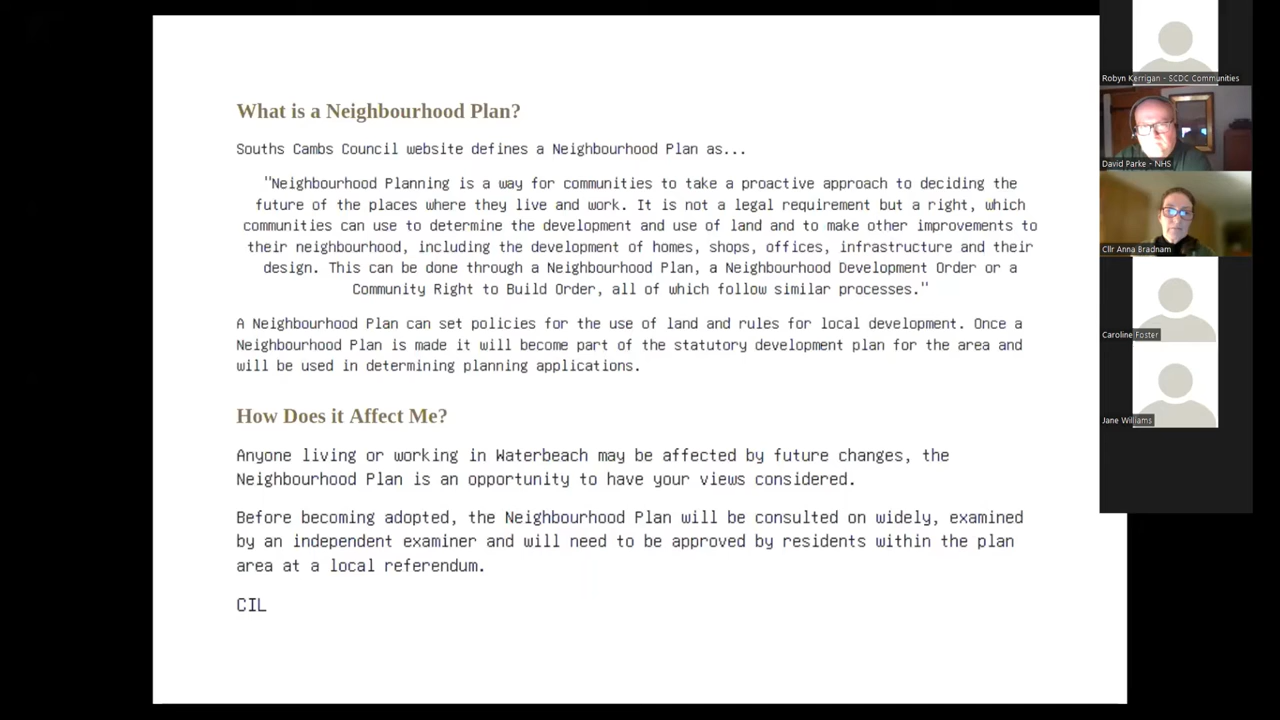 What is a Neighbourhood Plan?
Souths Cambs Council website defines a Neighbourhood Plan as...
"Neighbourhood Planning is a way for communities to take a proactive approach to deciding the
future of the places where they live and work. It is not a legal requirement but a right, which
communities can use to determine the development and use of land and to make other improvements to
their neighbourhood, including the development of homes, shops, offices, infrastructure and their
design. This can be done through a Neighbourhood Plan, a Neighbourhood Development Order or a
Community Right to Build Order, all of which follow similar processes."
A Neighbourhood Plan can set policies for the use of land and rules for local development. Once a
Neighbourhood Plan is made it will become part of the statutory development plan for the area and
will be used in determining planning applications.
How Does it Affect Me?
Anyone living or working in Waterbeach may be affected by future changes, the
Neighbourhood Plan is an opportunity to have your views considered.
Before becoming adopted, the Neighbourhood Plan will be consulted on widely, examined
by an independent examiner and will need to be approved by residents within the plan
area at a local referendum.
CIL
Robyn Kerrigan - SCDC Communities
David Parke - NHS
Cllr Anna Bradnam
Caroline Foster
Jane Williams